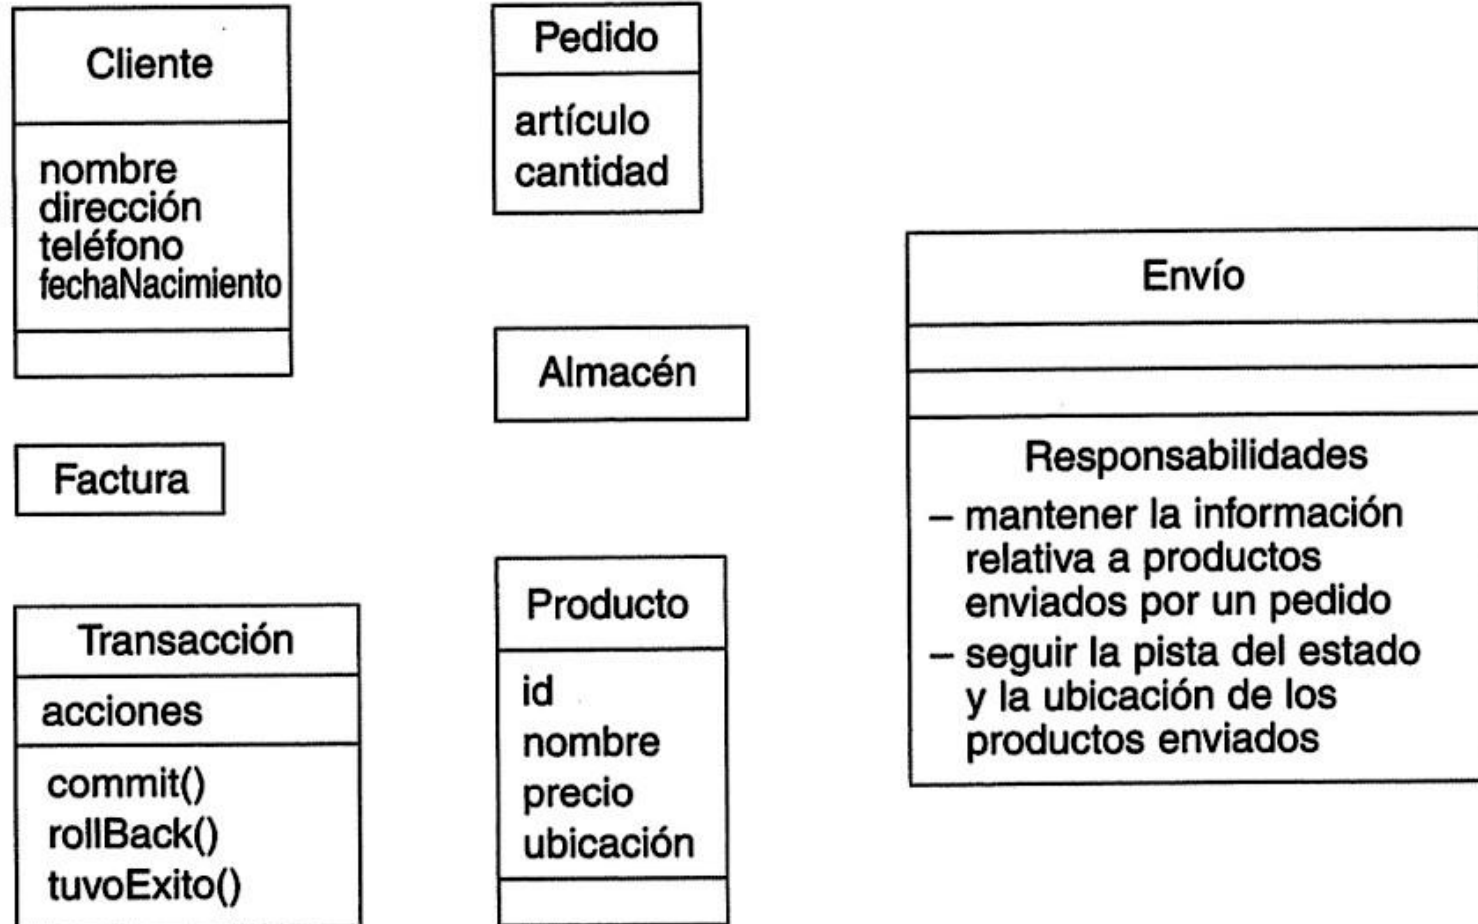 Cliente
nombre
dirección
teléfono
fechaNacimiento
Factura
Transacción
acciones
commit()
rollBack()
tuvoExito()
Pedido
artículo
cantidad
Almacén
Producto
id
nombre
precio
ubicación
Envío
Responsabilidades
– mantener la información
relativa a productos
enviados por un pedido
– seguir la pista del estado
y la ubicación de los
productos enviados